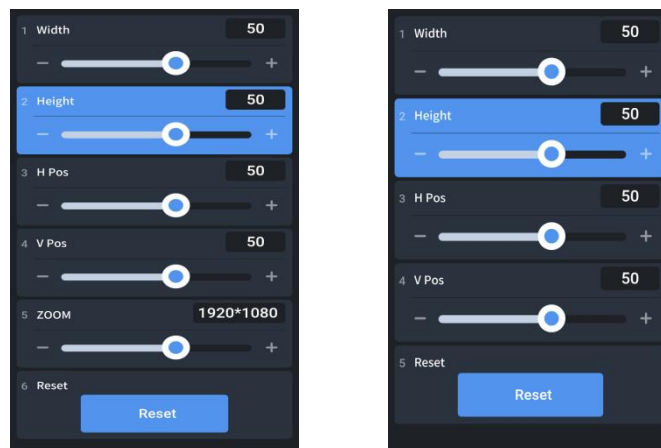 1 Width 50
− +
2 Height 50
− +
3 H Pos 50
− +
4 V Pos 50
− +
5 ZOOM 1920*1080
− +
6 Reset
Reset
1 Width 50
− +
2 Height 50
− +
3 H Pos 50
− +
4 V Pos 50
− +
5 Reset
Reset